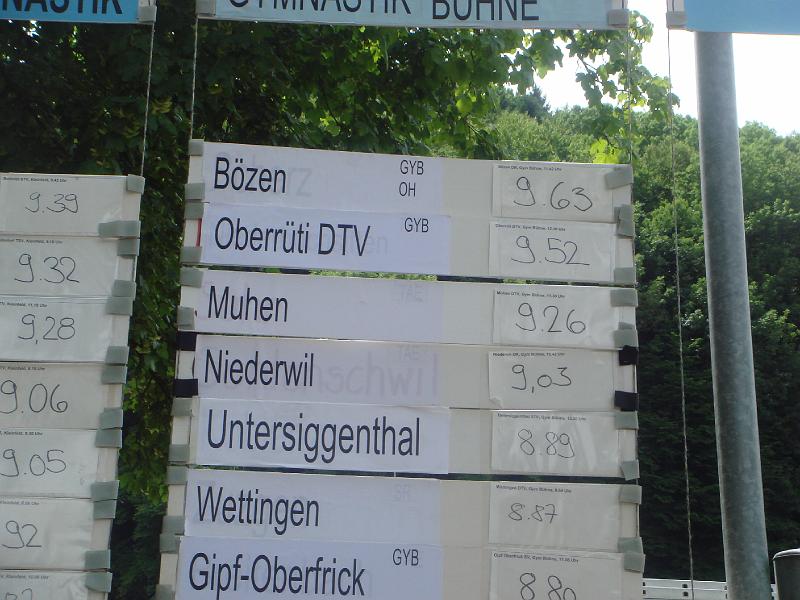 NASTIK
GYMNASTIK BÜHNE
9.39
9.32
9,28
9.06
9.05
92
Bözen GYB OH 9.63
Oberrüti DTV GYB 9.52
Muhen 9.26
Niederwil 9,03
Untersiggenthal 8.89
Wettingen 8.87
Gipf-Oberfrick GYB 8.80